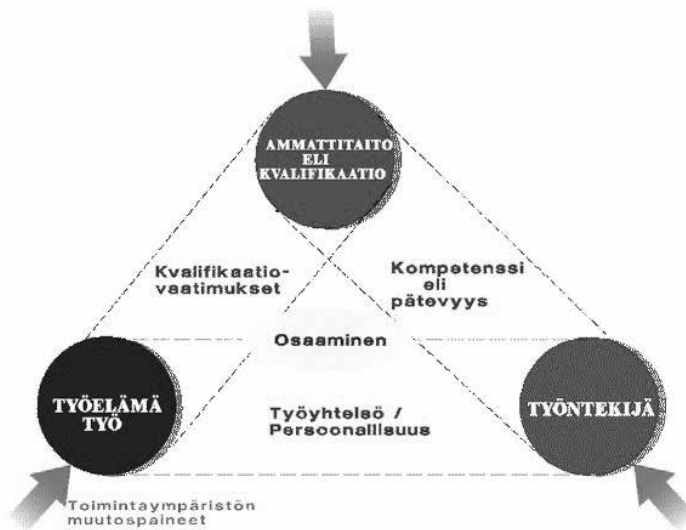 AMMATTITAITO
ELI
KVALIFIKAATIO
Kvalifikaatio-
vaatimukset
Kompetenssi
eli
pätevyys
Osaaminen
TYÖELÄMÄ
TYÖ
Työyhteisö /
Persoonallisuus
TYÖNTEKIJÄ
Toimintaympäristön
muutospaineet